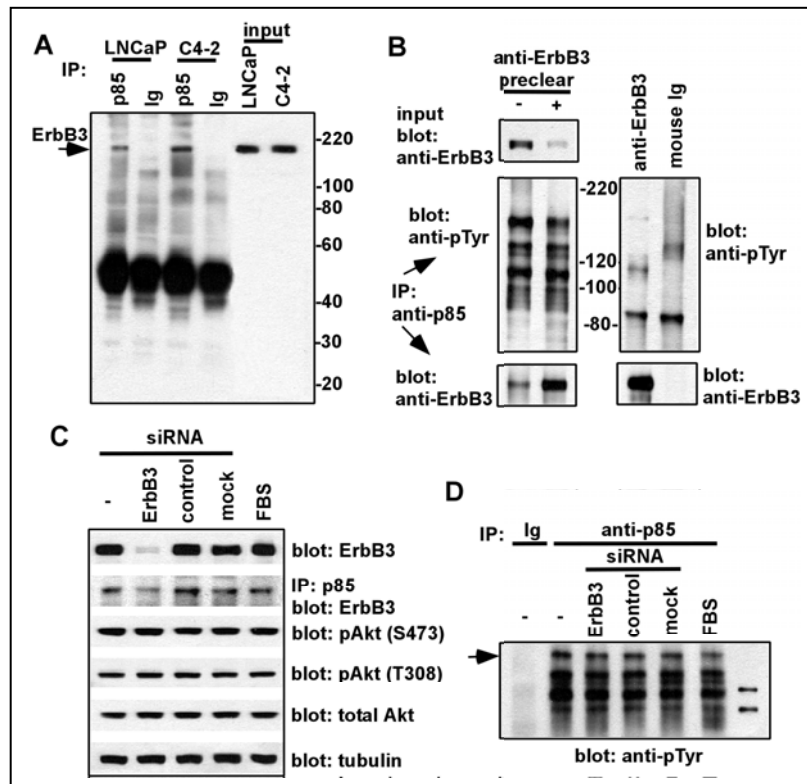 A
LNCaP C4-2 input
IP: p85 Ig p85 Ig LNCaP C4-2
ErbB3
-220
-100
-80
-60
-40
-30
-20
B
anti-ErbB3
preclear
- +
input
blot:
anti-ErbB3
anti-ErbB3 mouse Ig
blot:
anti-pTyr
IP:
anti-p85
-220
-120
-100
-80-
blot:
anti-pTyr
blot:
anti-ErbB3
blot:
anti-ErbB3
C
siRNA
- ErbB3 control mock FBS
blot: ErbB3
IP: p85
blot: ErbB3
blot: pAkt (S473)
blot: pAkt (T308)
blot: total Akt
blot: tubulin
D
IP: Ig anti-p85
siRNA
- - ErbB3 control mock FBS
blot: anti-pTyr